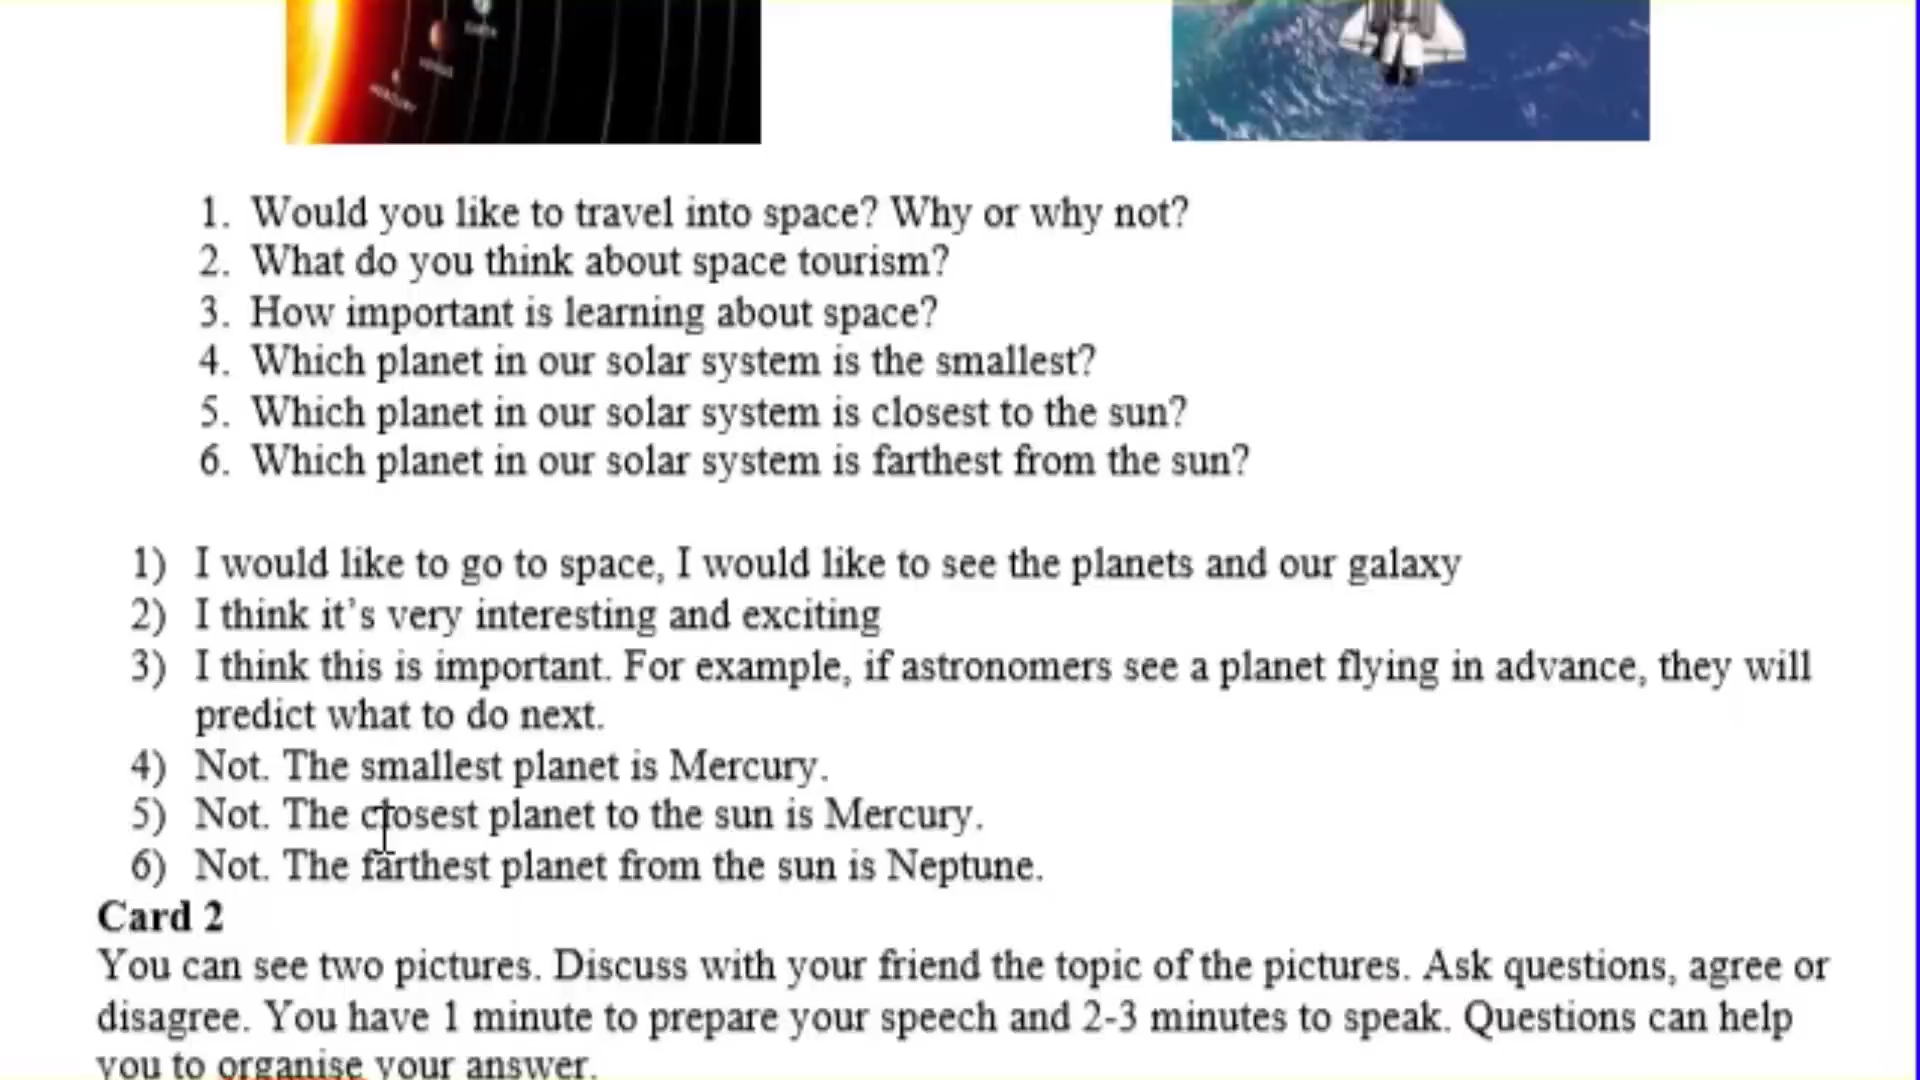 EARTH
VENUS
MERCURY
1. Would you like to travel into space? Why or why not?
2. What do you think about space tourism?
3. How important is learning about space?
4. Which planet in our solar system is the smallest?
5. Which planet in our solar system is closest to the sun?
6. Which planet in our solar system is farthest from the sun?
1) I would like to go to space, I would like to see the planets and our galaxy
2) I think it’s very interesting and exciting
3) I think this is important. For example, if astronomers see a planet flying in advance, they will
predict what to do next.
4) Not. The smallest planet is Mercury.
5) Not. The closest planet to the sun is Mercury.
6) Not. The farthest planet from the sun is Neptune.
Card 2
You can see two pictures. Discuss with your friend the topic of the pictures. Ask questions, agree or
disagree. You have 1 minute to prepare your speech and 2-3 minutes to speak. Questions can help
you to organise your answer.